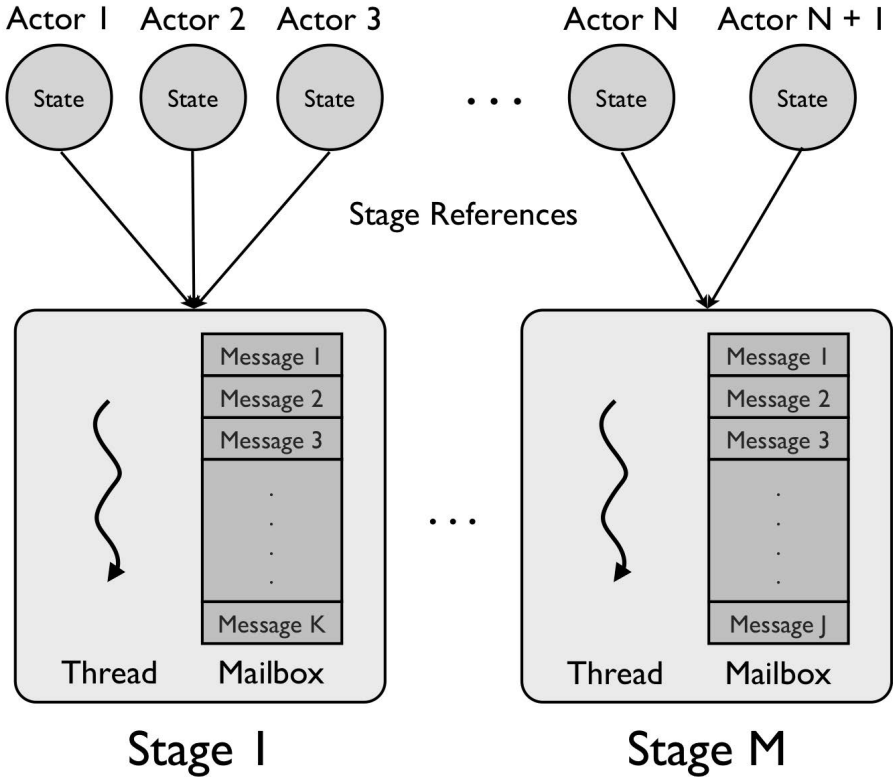 Actor 1 Actor 2 Actor 3 Actor N Actor N + 1
State State State . . . State State
Stage References
Message 1 Message 1
Message 2 Message 2
Message 3 Message 3
. .
. . . . .
. .
. .
Message K Message J
Thread Mailbox Thread Mailbox
Stage 1 Stage M